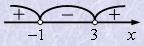 + − +
−1 3 x